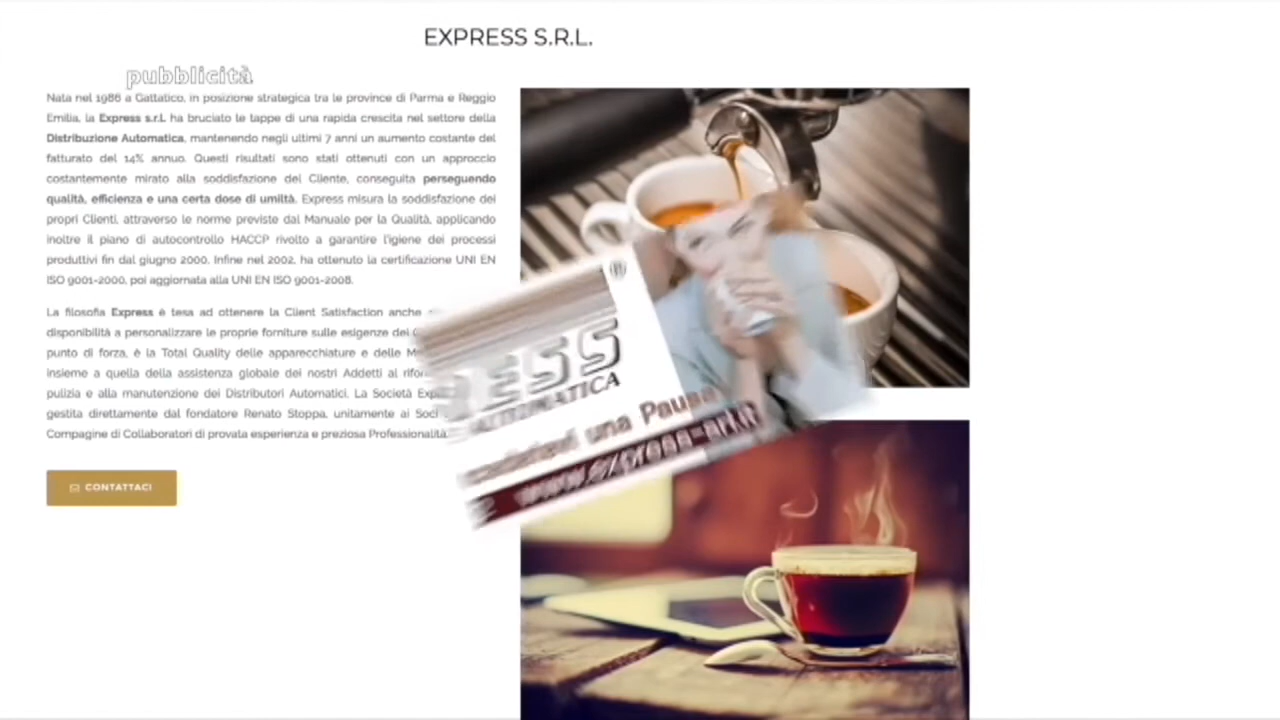 EXPRESS S.R.L.
pubblicità
Nata nel 1986 a Gattatico, in posizione strategica tra le province di Parma e Reggio
Emilia, la Express s.r.l. ha bruciato le tappe di una rapida crescita nel settore della
Distribuzione Automatica, mantenendo negli ultimi 7 anni un aumento costante del
fatturato del 14% annuo. Questi risultati sono stati ottenuti con un approccio
costantemente mirato alla soddisfazione del Cliente, conseguita perseguendo
qualità, efficienza e una certa dose di umiltà. Express misura la soddisfazione dei
propri Clienti, attraverso le norme previste dal Manuale per la Qualità, applicando
inoltre il piano di autocontrollo HACCP rivolto a garantire l'igiene dei processi
produttivi fin dal giugno 2000. Infine nel 2002, ha ottenuto la certificazione UNI EN
ISO 9001-2000, poi aggiornata alla UNI EN ISO 9001-2008.
La filosofia Express è tesa ad ottenere la Client Satisfaction anche
disponibilità a personalizzare le proprie forniture sulle esigenze dei
punto di forza, è la Total Quality delle apparecchiature e delle
insieme a quella della assistenza globale dei nostri Addetti al
pulizia e alla manutenzione dei Distributori Automatici. La Società
gestita direttamente dal fondatore Renato Stoppa, unitamente ai
Compagine di Collaboratori di provata esperienza e preziosa Professionalità.
CONTATTACI
®
RESS
AUTOMATICA
una Pausa
www.express-ari.it